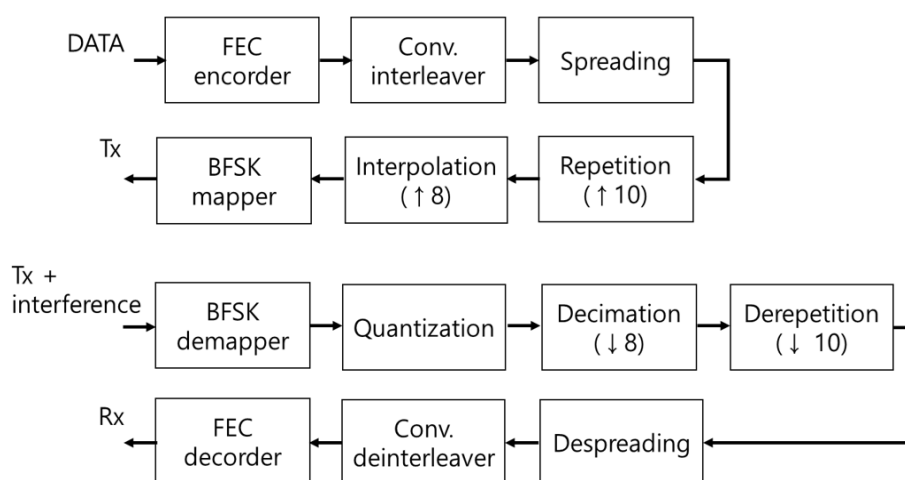 DATA
FEC
encorder
Conv.
interleaver
Spreading
Tx
BFSK
mapper
Interpolation
(↑8)
Repetition
(↑10)
Tx +
interference
BFSK
demapper
Quantization
Decimation
(↓8)
Derepetition
(↓ 10)
Rx
FEC
decorder
Conv.
deinterleaver
Despreading